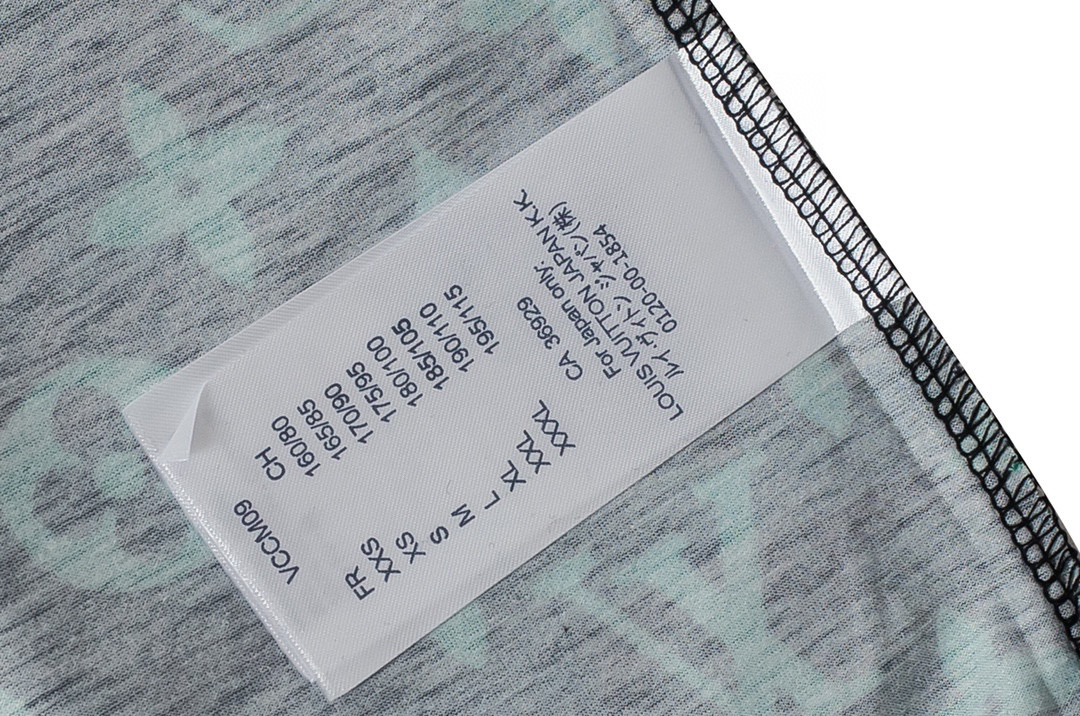 VCCM09
FR CH
XXS 160/80
XS 165/85
S 170/90
M 175/95
L 180/100
XL 185/105
XXL 190/110
XXXL 195/115
CA 36929
For Japan only:
LOUIS VUITTON JAPAN K.K.
ルイ ヴィトン ジャパン(株)
0120-00-1854